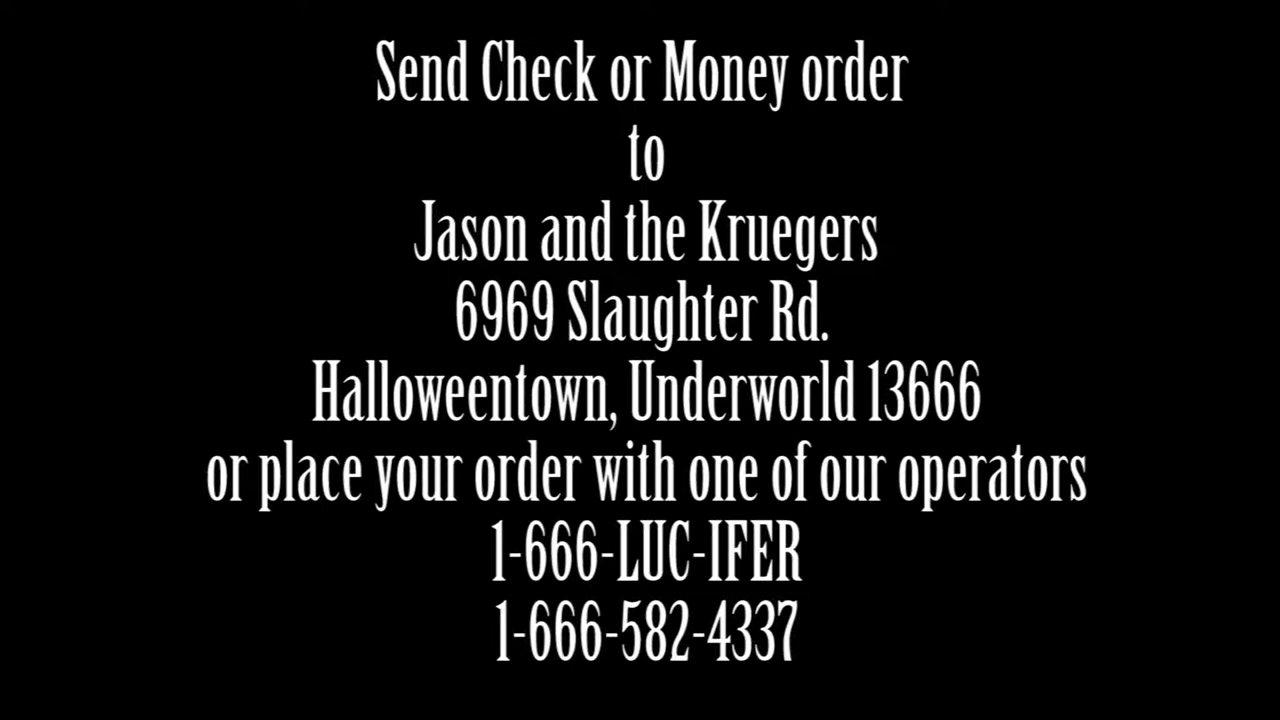 Send Check or Money order
to
Jason and the Kruegers
6969 Slaughter Rd.
Halloweentown, Underworld 13666
or place your order with one of our operators
1-666-LUC-IFER
1-666-582-4337